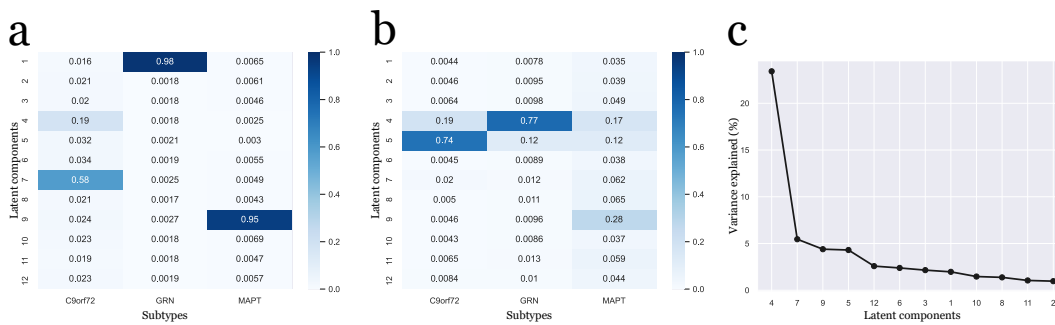 a
Latent components
1 0.016 0.98 0.0065
2 0.021 0.0018 0.0061
3 0.02 0.0018 0.0046
4 0.19 0.0018 0.0025
5 0.032 0.0021 0.003
6 0.034 0.0019 0.0055
7 0.58 0.0025 0.0049
8 0.021 0.0017 0.0043
9 0.024 0.0027 0.95
10 0.023 0.0018 0.0069
11 0.019 0.0018 0.0047
12 0.023 0.0019 0.0057
C9orf72 GRN MAPT
Subtypes
1.0
0.8
0.6
0.4
0.2
0.0
b
Latent components
1 0.0044 0.0078 0.035
2 0.0046 0.0095 0.039
3 0.0064 0.0098 0.049
4 0.19 0.77 0.17
5 0.74 0.12 0.12
6 0.0045 0.0089 0.038
7 0.02 0.012 0.062
8 0.005 0.011 0.065
9 0.0046 0.0096 0.28
10 0.0043 0.0086 0.037
11 0.0065 0.013 0.059
12 0.0084 0.01 0.044
C9orf72 GRN MAPT
Subtypes
1.0
0.8
0.6
0.4
0.2
0.0
c
Variance explained (%)
20
15
10
5
0
4 7 9 5 12 6 3 1 10 8 11 2
Latent components